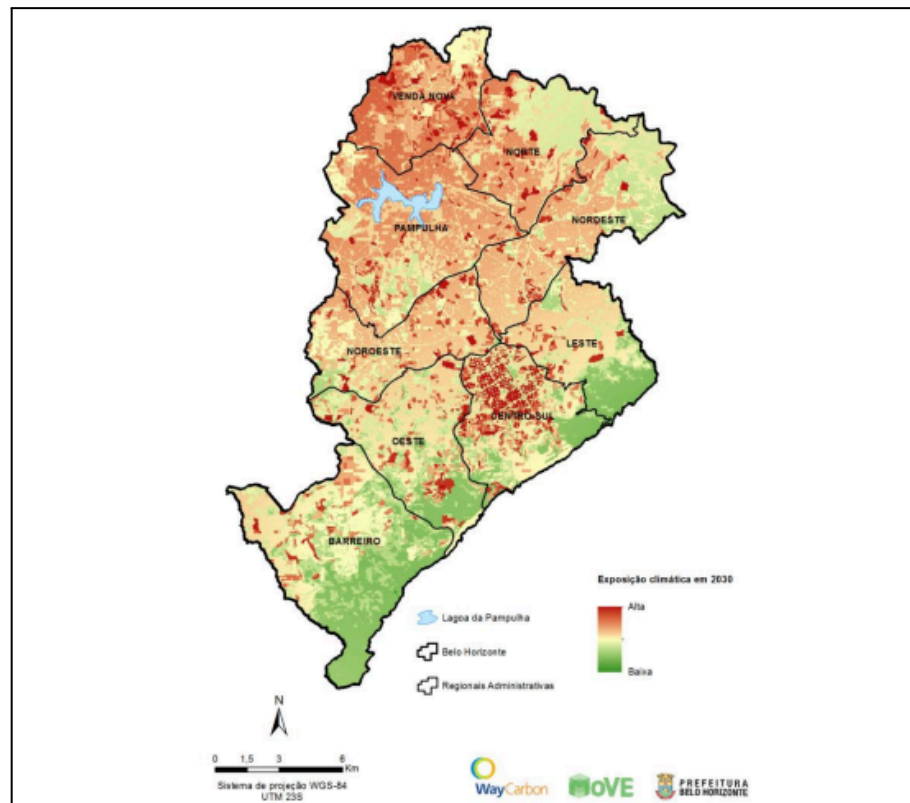 VENDA NOVA
NORTE
NORDESTE
PAMPULHA
NOROESTE
LESTE
CENTRO-SUL
OESTE
BARREIRO
Exposição climática em 2030
Alta
Baixa
Lagoa da Pampulha
Belo Horizonte
Regionais Administrativas
N
0 1,5 3 6
Km
Sistema de projeção WGS-84
UTM 23S
WayCarbon
MOVE
PREFEITURA
BELO HORIZONTE